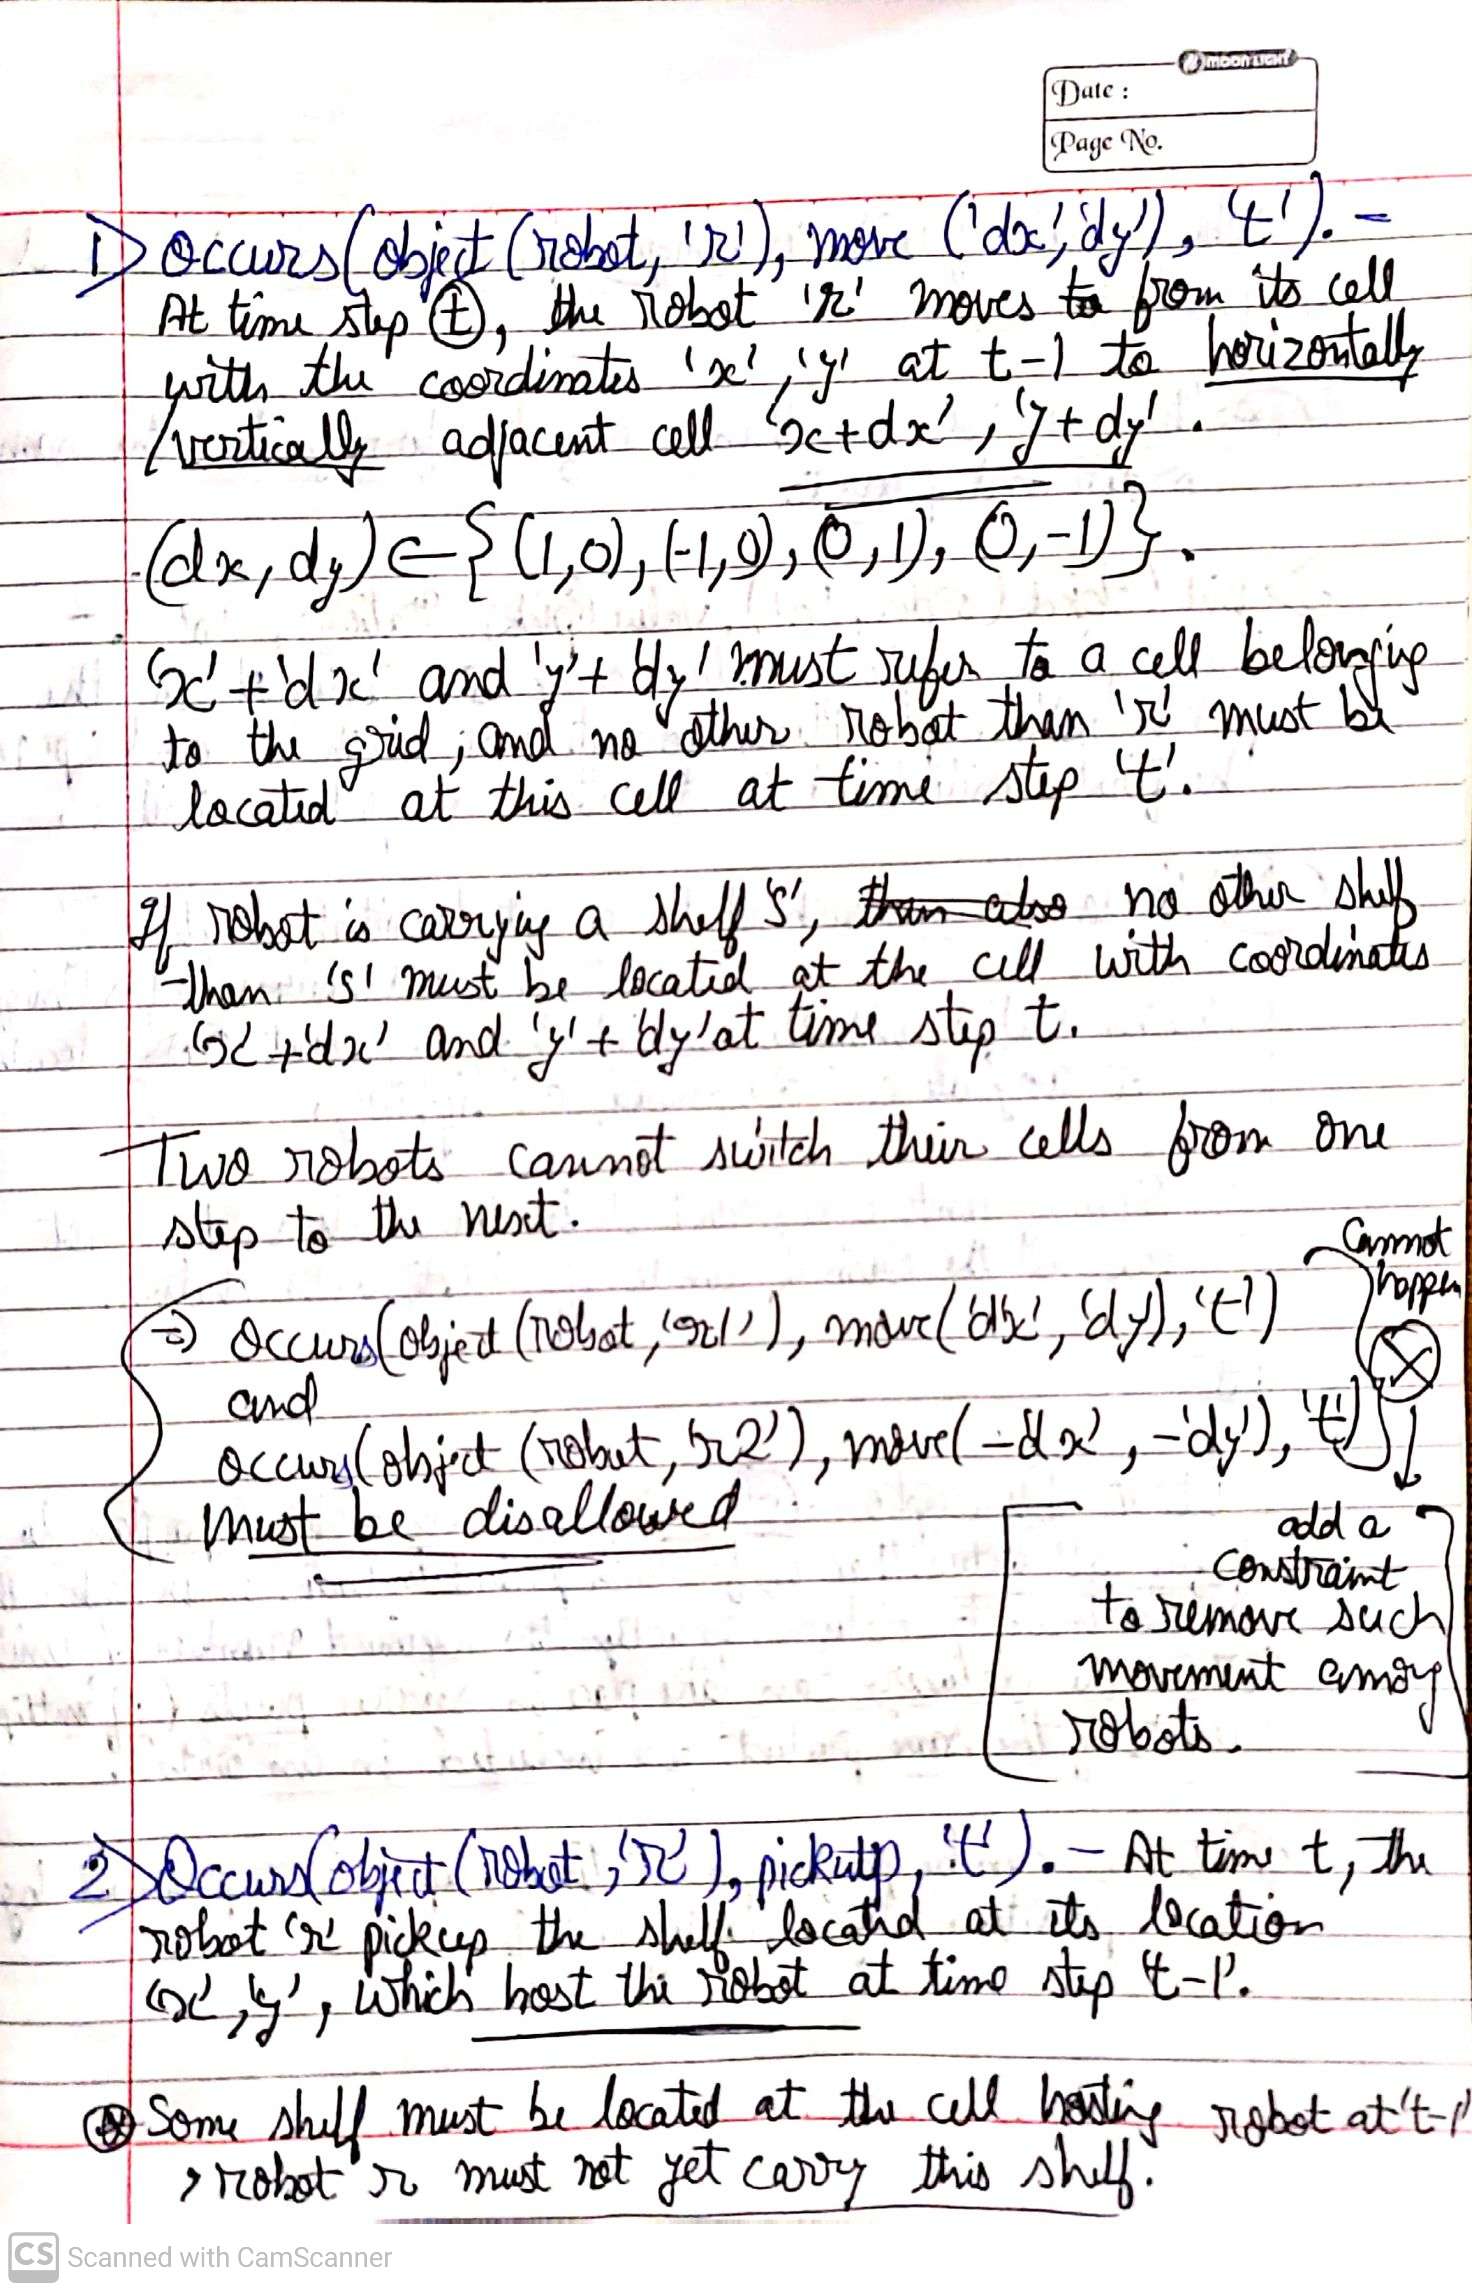 MOONLIGHT
Date :
Page No.
1) Occurs(object(robot, 'r'), move ('dx', 'dy'), 't'). -
At time step t, the robot 'r' moves to from its cell
with the coordinates 'x', 'y' at t-1 to horizontally
/vertically adjacent cell 'x+dx', 'y+dy'.
(dx, dy) ∈ {(1,0), (-1,0), (0,1), (0,-1)}.
'x'+'dx' and 'y'+'dy' must refer to a cell belonging
to the grid, and no other robot than 'r' must be
located at this cell at time step 't'.
If robot is carrying a shelf 's', then also no other shelf
than 's' must be located at the cell with coordinates
'x'+'dx' and 'y'+'dy' at time step t.
Two robots cannot switch their cells from one
step to the next.
Cannot
happen
=> Occurs(object(robot, 'r1'), move('dx', 'dy'), 't')
and
occurs(object (robot, 'r2'), move(-'dx', -'dy'), 't')
must be disallowed
add a
constraint
to remove such
movement among
robots.
2) Occurs(object(robot, 'r'), pickup, 't'). - At time t, the
robot 'r' pickup the shelf located at its location
'x', 'y', which host the robot at time step 't-1'.
Some shelf must be located at the cell hosting robot at 't-1'
, robot r must not yet carry this shelf.
CS Scanned with CamScanner